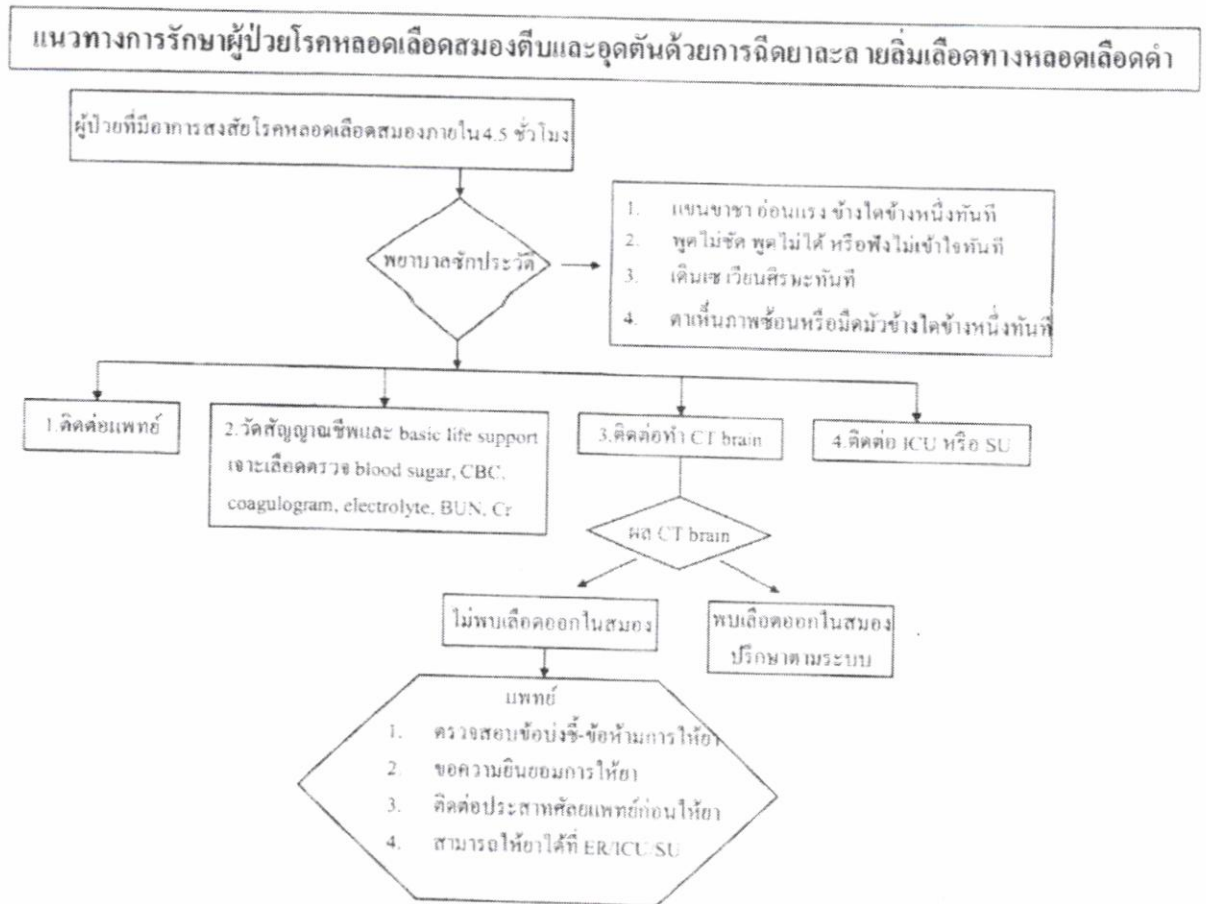 แนวทางการรักษาผู้ป่วยโรคหลอดเลือดสมองตีบและอุดตันด้วยการฉีดยาละลายลิ่มเลือดทางหลอดเลือดดำ
ผู้ป่วยที่มีอาการสงสัยโรคหลอดเลือดสมองภายใน 4.5 ชั่วโมง
พยาบาลซักประวัติ
1. แขนขาชา อ่อนแรง ข้างใดข้างหนึ่งทันที
2. พูดไม่ชัด พูดไม่ได้ หรือฟังไม่เข้าใจทันที
3. เดินเซ เวียนศีรษะทันที
4. ตาเห็นภาพซ้อนหรือมืดมัวข้างใดข้างหนึ่งทันที
1.ติดต่อแพทย์
2.วัดสัญญาณชีพและ basic life support
เจาะเลือดตรวจ blood sugar, CBC,
coagulogram, electrolyte, BUN, Cr
3.ติดต่อทำ CT brain
4.ติดต่อ ICU หรือ SU
ผล CT brain
ไม่พบเลือดออกในสมอง
พบเลือดออกในสมอง
ปรึกษาตามระบบ
แพทย์
1. ตรวจสอบข้อบ่งชี้-ข้อห้ามการให้ยา
2. ขอความยินยอมการให้ยา
3. ติดต่อประสาทศัลยแพทย์ก่อนให้ยา
4. สามารถให้ยาได้ที่ ER/ICU/SU